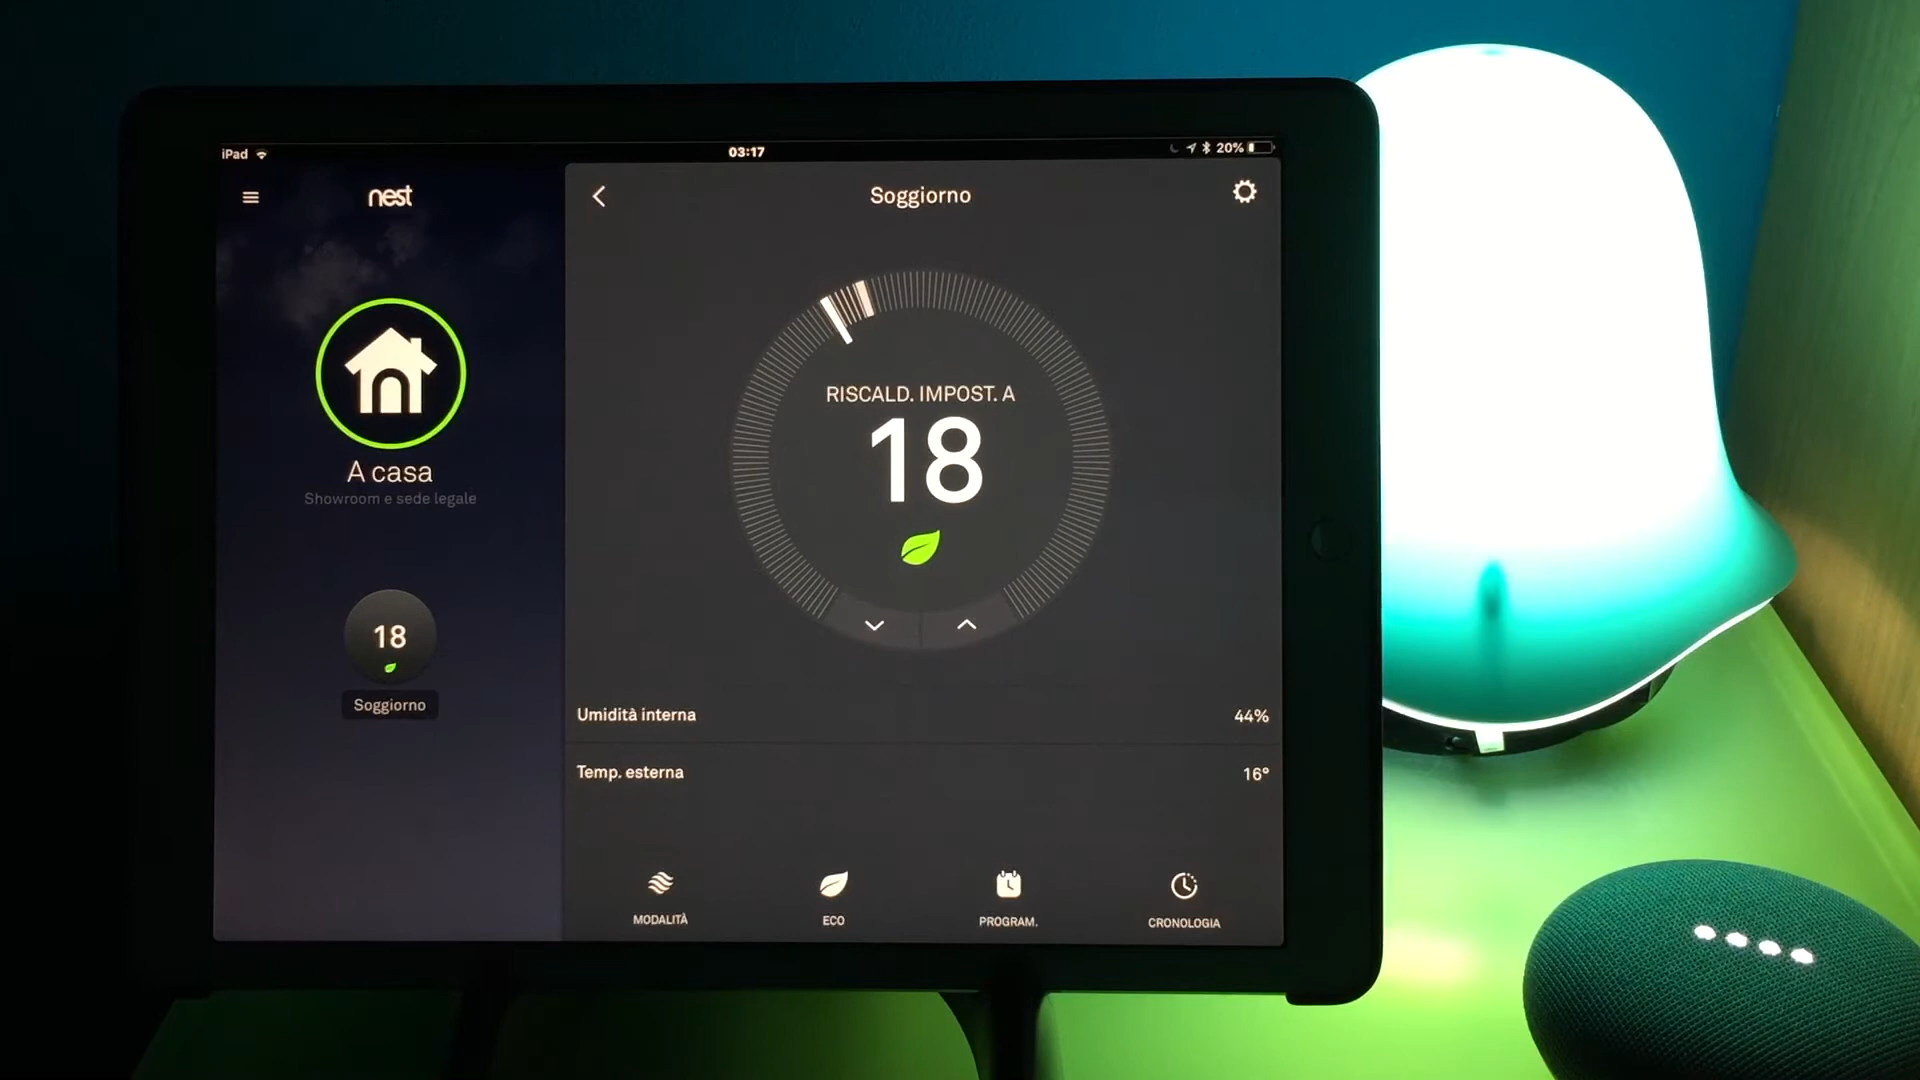 iPad
03:17
20%
nest
Soggiorno
A casa
Showroom e sede legale
18
Soggiorno
RISCALD. IMPOST. A
18
Umidità interna
44%
Temp. esterna
16°
MODALITÀ
ECO
PROGRAM.
CRONOLOGIA